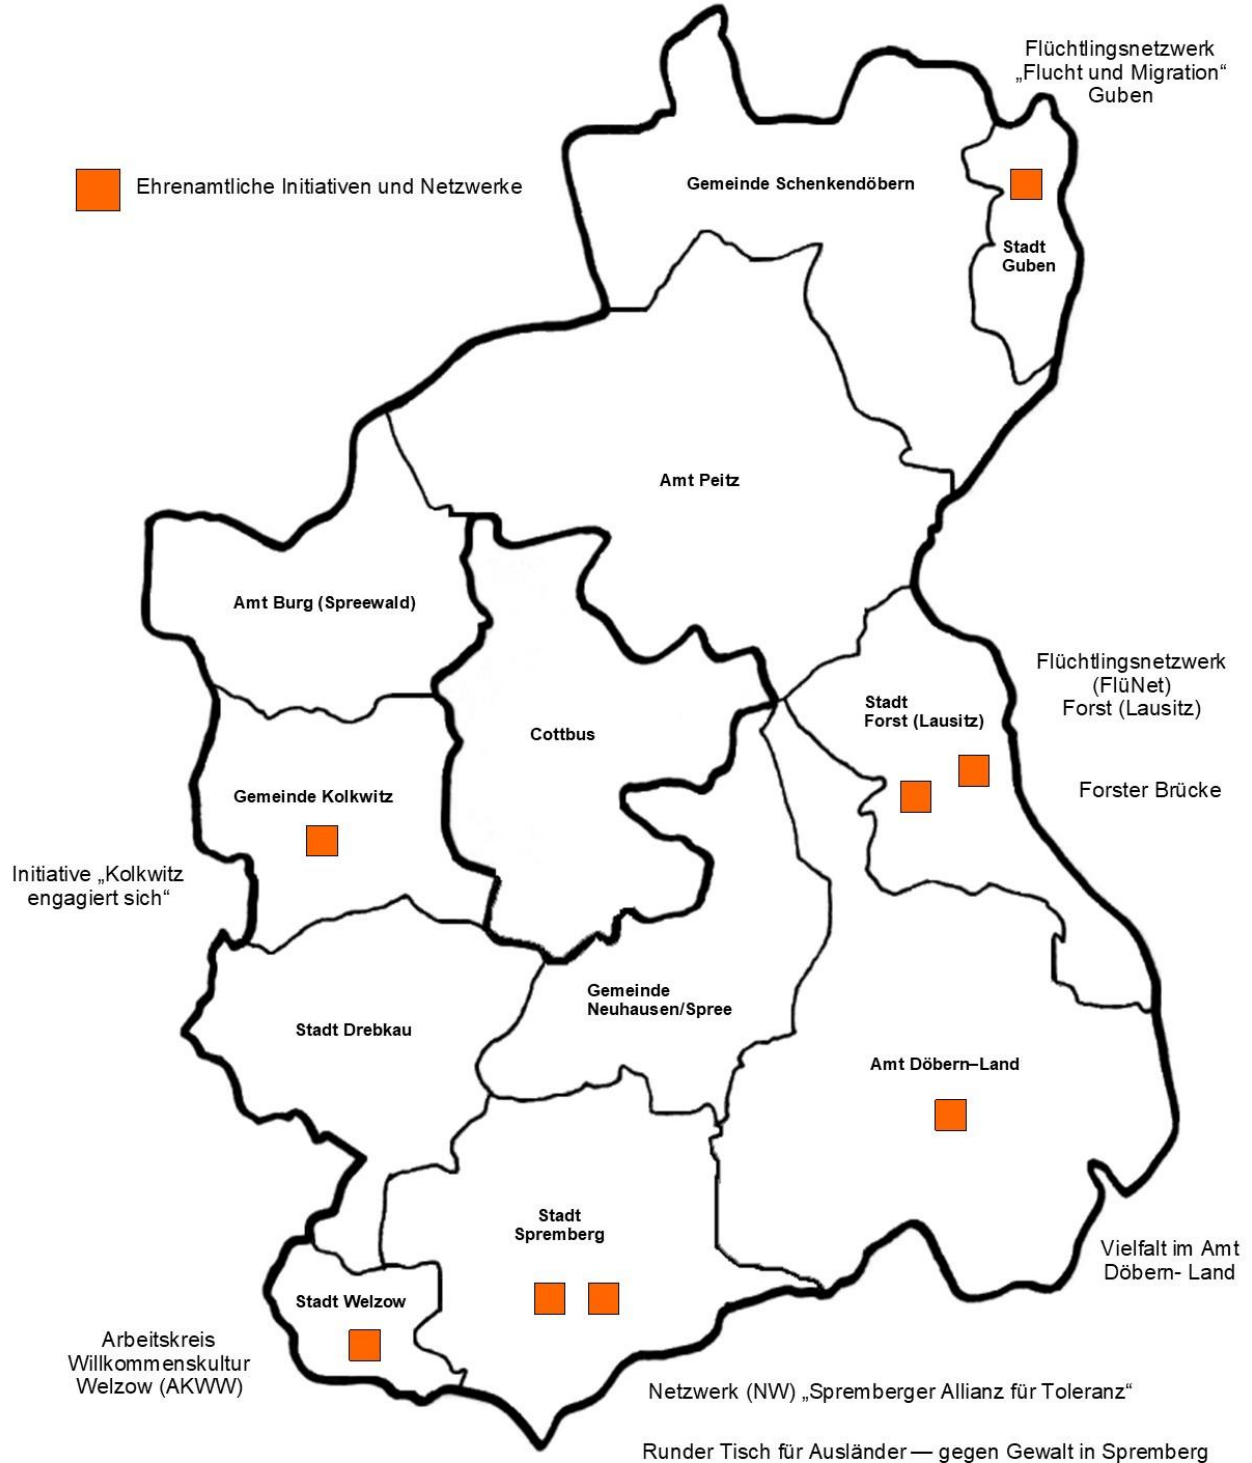 Flüchtlingsnetzwerk
„Flucht und Migration“
Guben
Ehrenamtliche Initiativen und Netzwerke
Gemeinde Schenkendöbern
Stadt
Guben
Amt Peitz
Amt Burg (Spreewald)
Flüchtlingsnetzwerk
(FlüNet)
Forst (Lausitz)
Stadt
Forst (Lausitz)
Cottbus
Forster Brücke
Gemeinde Kolkwitz
Initiative „Kolkwitz
engagiert sich“
Gemeinde
Neuhausen/Spree
Stadt Drebkau
Amt Döbern–Land
Stadt
Spremberg
Vielfalt im Amt
Döbern- Land
Stadt Welzow
Arbeitskreis
Willkommenskultur
Welzow (AKWW)
Netzwerk (NW) „Spremberger Allianz für Toleranz“
Runder Tisch für Ausländer — gegen Gewalt in Spremberg